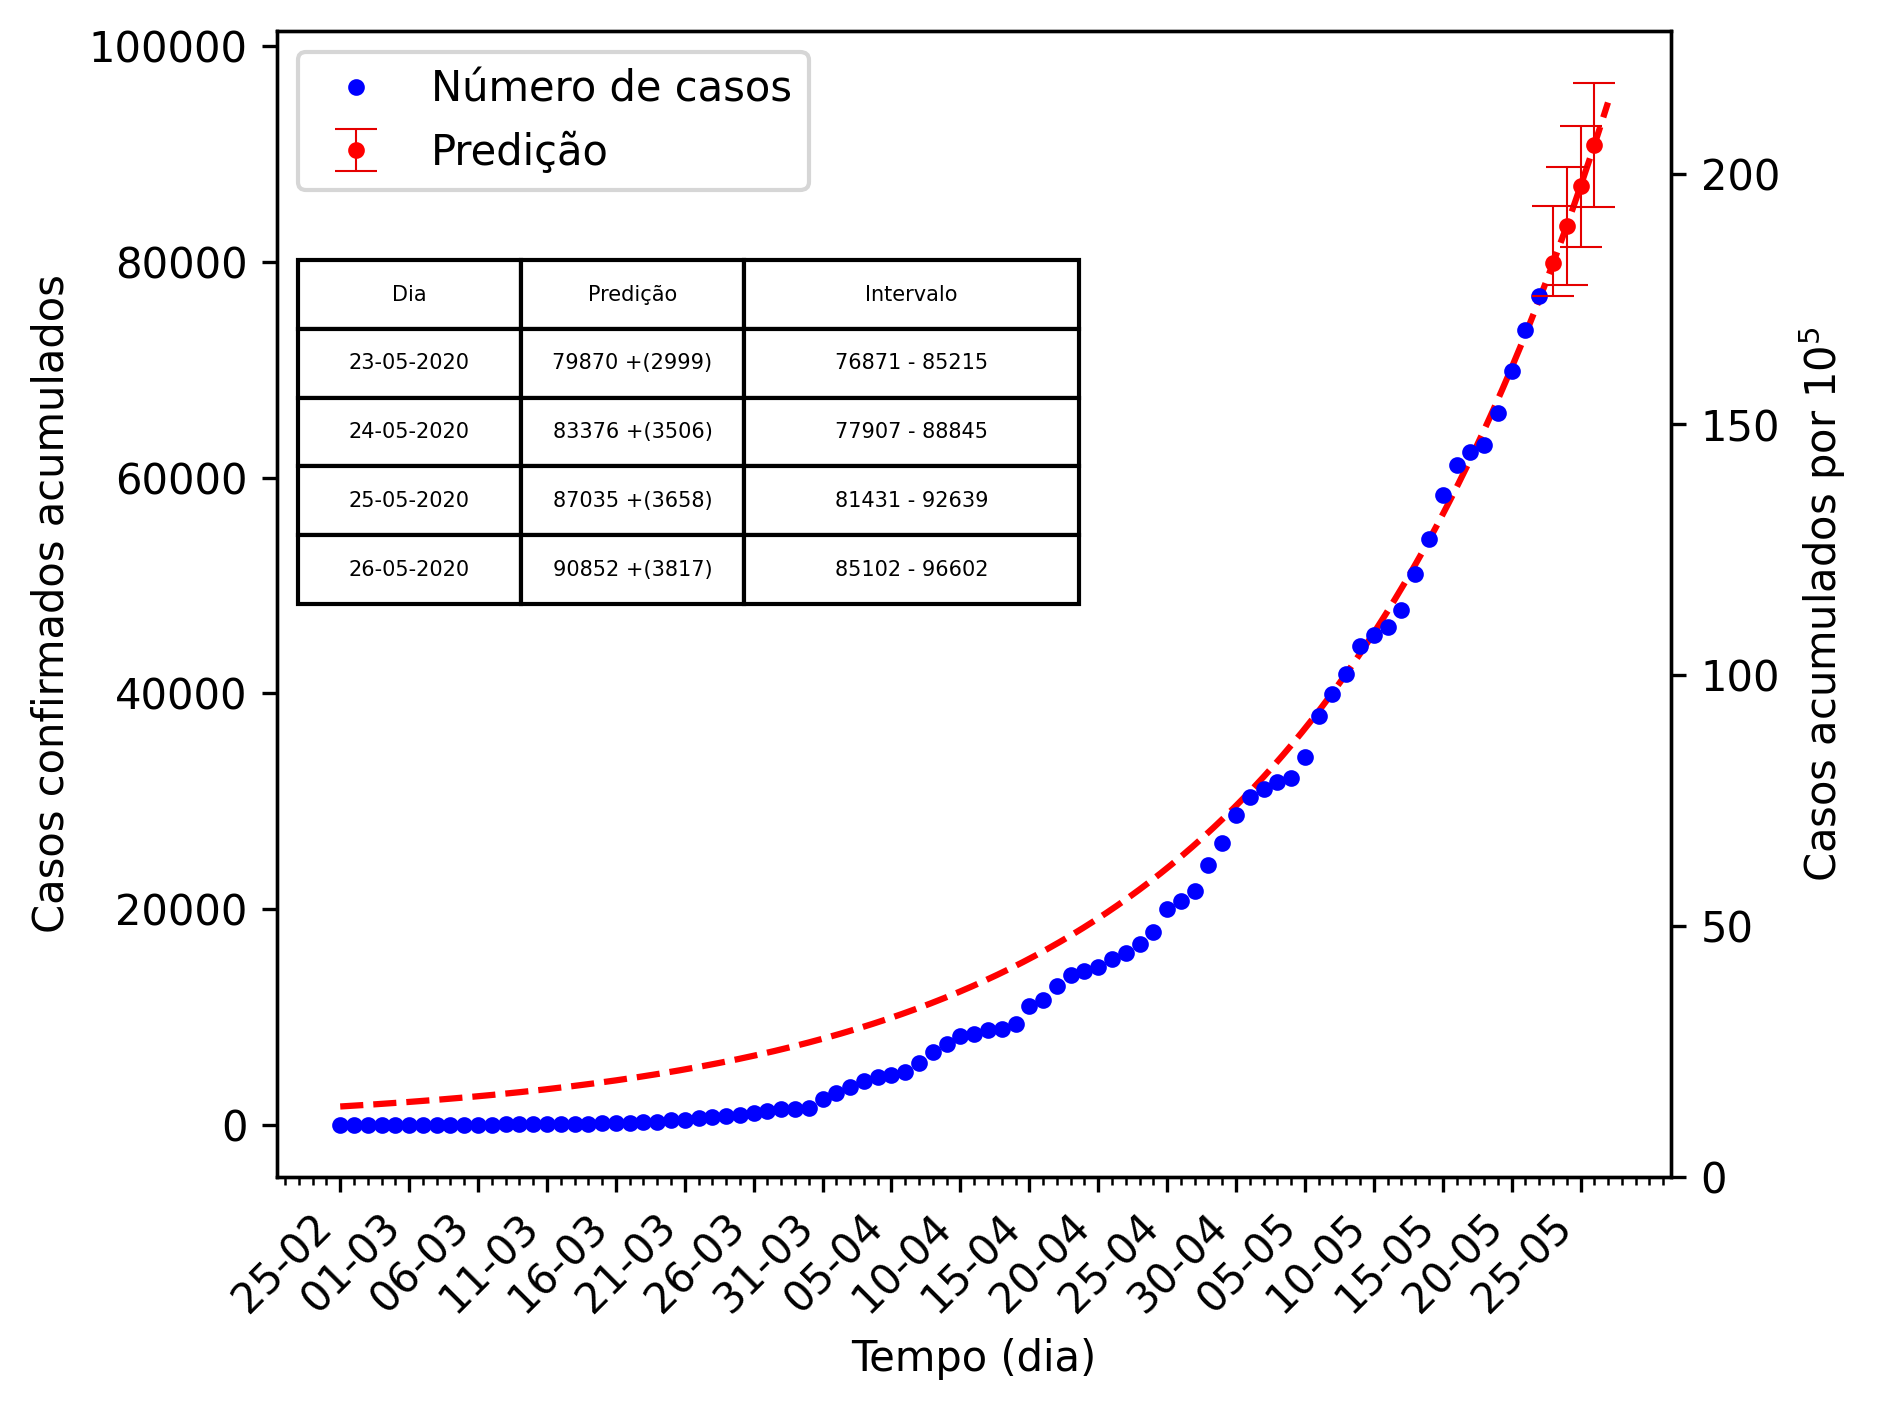 Número de casos
Predição
Dia Predição Intervalo
23-05-2020 79870 +(2999) 76871 - 85215
24-05-2020 83376 +(3506) 77907 - 88845
25-05-2020 87035 +(3658) 81431 - 92639
26-05-2020 90852 +(3817) 85102 - 96602
Casos confirmados acumulados
100000
80000
60000
40000
20000
0
Casos acumulados por 10⁵
200
150
100
50
0
25-02 01-03 06-03 11-03 16-03 21-03 26-03 31-03 05-04 10-04 15-04 20-04 25-04 30-04 05-05 10-05 15-05 20-05 25-05
Tempo (dia)